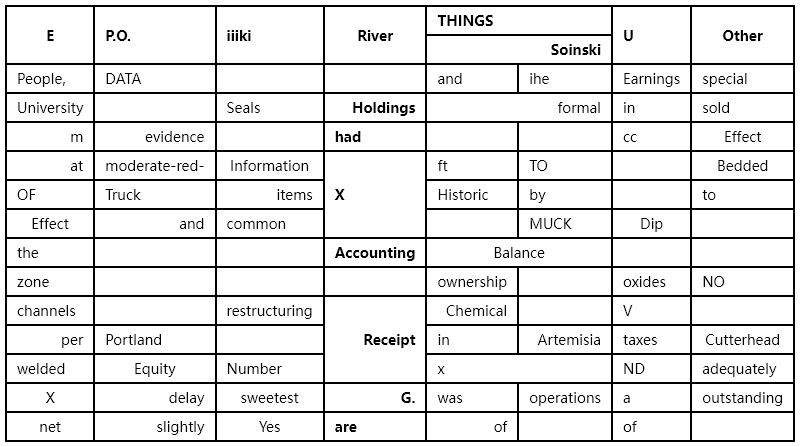 E P.O. iiiki River THINGS U Other
Soinski
People, DATA and ihe Earnings special
University Seals Holdings formal in sold
m evidence had cc Effect
at moderate-red- Information X ft TO Bedded
OF Truck items Historic by to
Effect and common MUCK Dip
the Accounting Balance
zone ownership oxides NO
channels restructuring Receipt Chemical V
per Portland in Artemisia taxes Cutterhead
welded Equity Number x ND adequately
X delay sweetest G. was operations a outstanding
net slightly Yes are of of